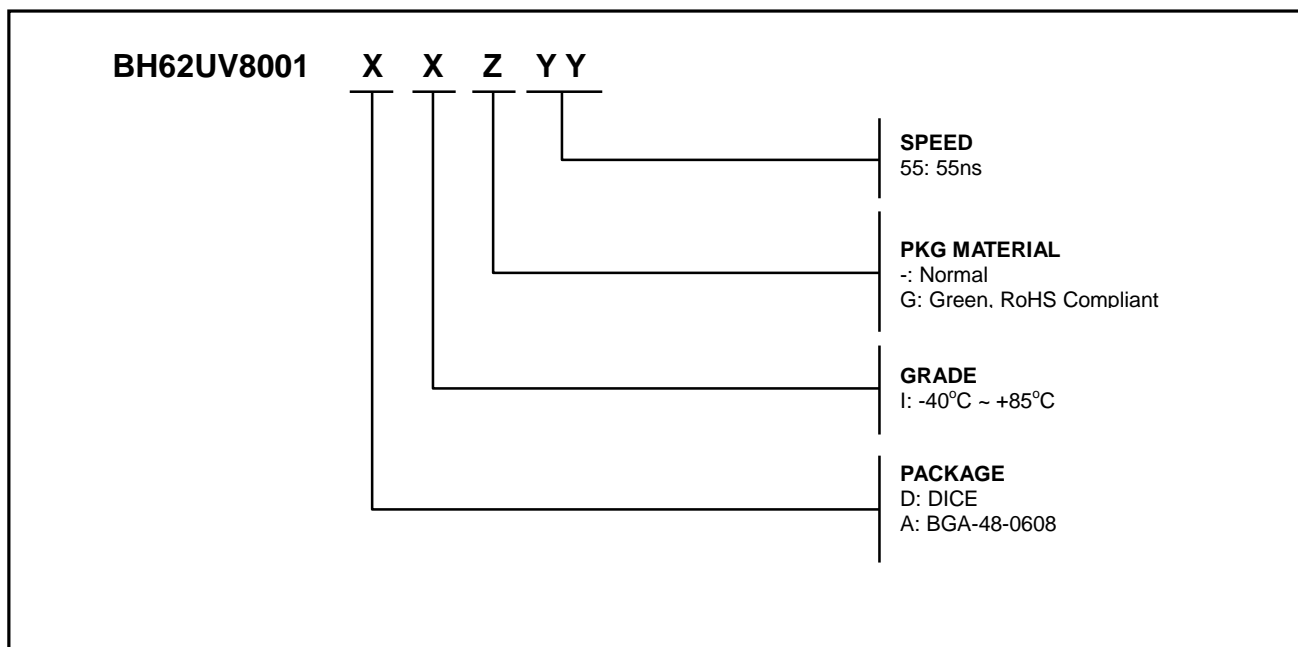 BH62UV8001 X X Z Y Y
SPEED
55: 55ns
PKG MATERIAL
-: Normal
G: Green, RoHS Compliant
GRADE
I: -40°C ~ +85°C
PACKAGE
D: DICE
A: BGA-48-0608